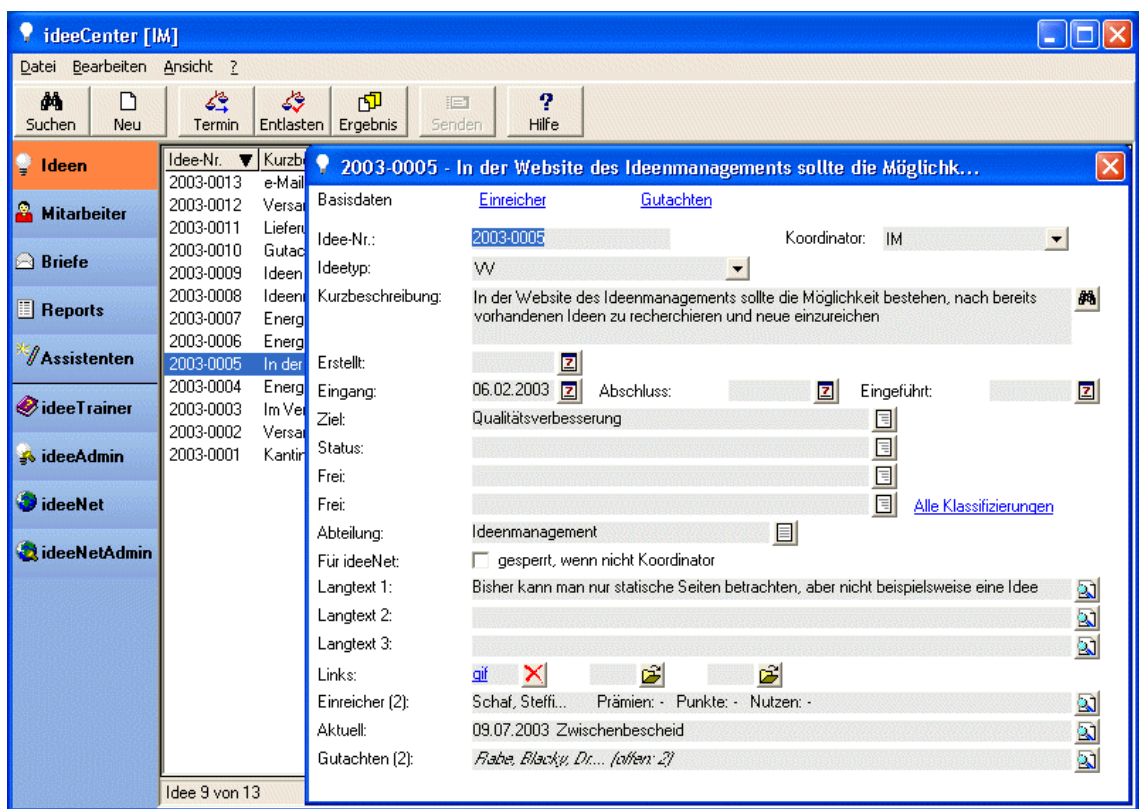 ideeCenter [IM]
Datei Bearbeiten Ansicht ?
Suchen Neu Termin Entlasten Ergebnis Senden Hilfe
Ideen
Mitarbeiter
Briefe
Reports
Assistenten
ideeTrainer
ideeAdmin
ideeNet
ideeNetAdmin
Idee-Nr. Kurzb
2003-0013 e-Mail
2003-0012 Versan
2003-0011 Lieferu
2003-0010 Gutac
2003-0009 Ideen
2003-0008 Ideenr
2003-0007 Energ
2003-0006 Energ
2003-0005 In der
2003-0004 Energ
2003-0003 Im Ver
2003-0002 Versan
2003-0001 Kantin
Idee 9 von 13
2003-0005 - In der Website des Ideenmanagements sollte die Möglichk...
Basisdaten Einreicher Gutachten
Idee-Nr.: 2003-0005 Koordinator: IM
Ideetyp: VV
Kurzbeschreibung: In der Website des Ideenmanagements sollte die Möglichkeit bestehen, nach bereits
vorhandenen Ideen zu recherchieren und neue einzureichen
Erstellt:
Eingang: 06.02.2003 Abschluss: Eingeführt:
Ziel: Qualitätsverbesserung
Status:
Frei:
Frei: Alle Klassifizierungen
Abteilung: Ideenmanagement
Für ideeNet: gesperrt, wenn nicht Koordinator
Langtext 1: Bisher kann man nur statische Seiten betrachten, aber nicht beispielsweise eine Idee
Langtext 2:
Langtext 3:
Links: gif
Einreicher (2): Schaf, Steffi... Prämien: - Punkte: - Nutzen: -
Aktuell: 09.07.2003 Zwischenbescheid
Gutachten (2): Rabe, Blacky, Dr.... (offen: 2)